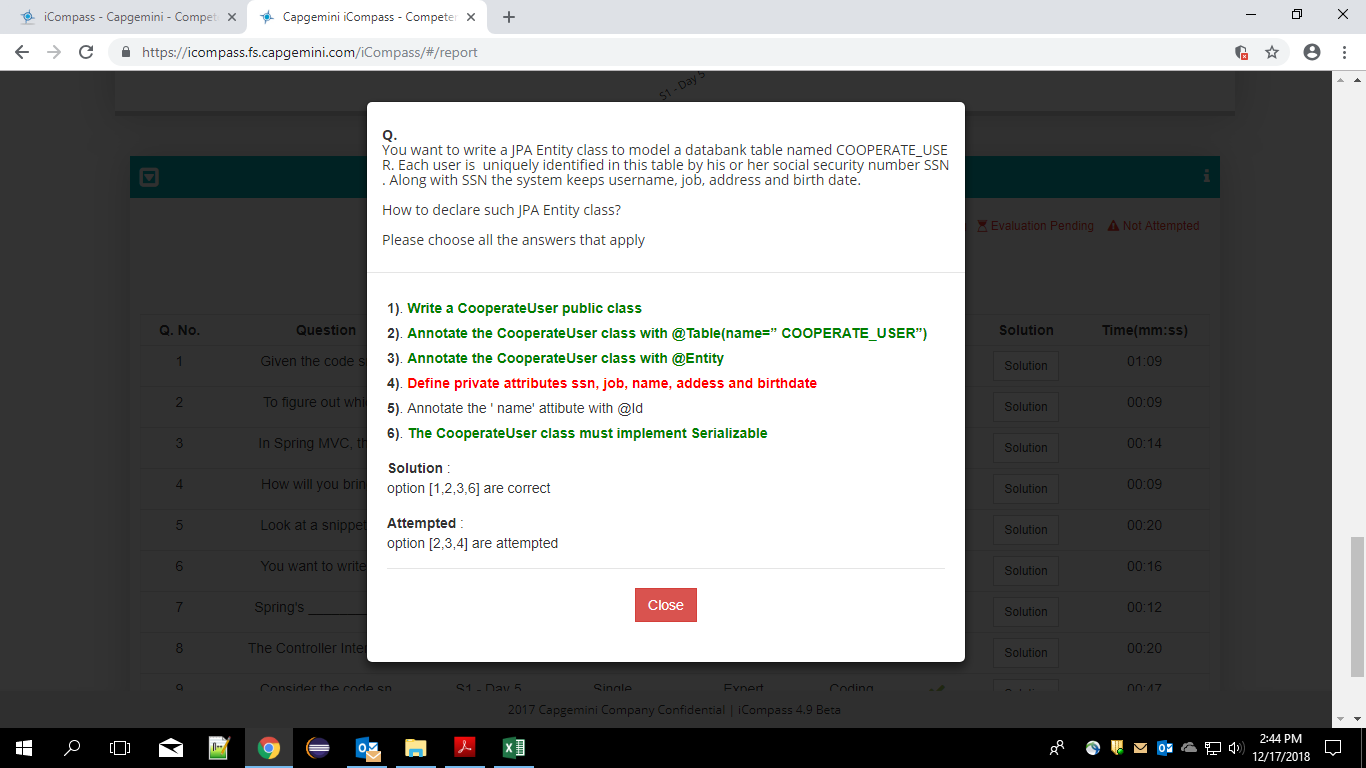 iCompass - Capgemini - Compet
Capgemini iCompass - Competen
https://icompass.fs.capgemini.com/iCompass/#/report
S1 - Day 5
Q.
You want to write a JPA Entity class to model a databank table named COOPERATE_USE
R. Each user is uniquely identified in this table by his or her social security number SSN
. Along with SSN the system keeps username, job, address and birth date.
How to declare such JPA Entity class?
Please choose all the answers that apply
Evaluation Pending Not Attempted
1). Write a CooperateUser public class
2). Annotate the CooperateUser class with @Table(name=” COOPERATE_USER”)
3). Annotate the CooperateUser class with @Entity
4). Define private attributes ssn, job, name, addess and birthdate
5). Annotate the ' name' attibute with @Id
6). The CooperateUser class must implement Serializable
Solution :
option [1,2,3,6] are correct
Attempted :
option [2,3,4] are attempted
Close
Q. No. Question Solution Time(mm:ss)
1 Given the code s Solution 01:09
2 To figure out whi Solution 00:09
3 In Spring MVC, th Solution 00:14
4 How will you brin Solution 00:09
5 Look at a snippet Solution 00:20
6 You want to write Solution 00:16
7 Spring's ________ Solution 00:12
8 The Controller Inter Solution 00:20
9 Consider the code sn S1 - Day 5 Single Expert Coding Solution 00:47
2017 Capgemini Company Confidential | iCompass 4.9 Beta
2:44 PM
12/17/2018